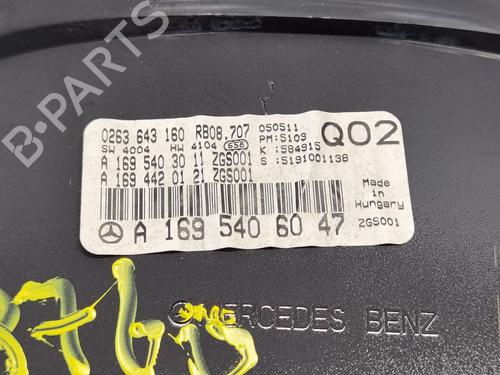 0263 643 160 RB08.707 050511 Q02
SW 4004 HW 4104 658 PM:5109
K :584915
A 169 540 30 11 ZGS001 S :5191001138
A 169 442 01 21 ZGS001
Made in Hungary
A 169 540 60 47 ZGS001
MERCEDES BENZ
B-PARTS